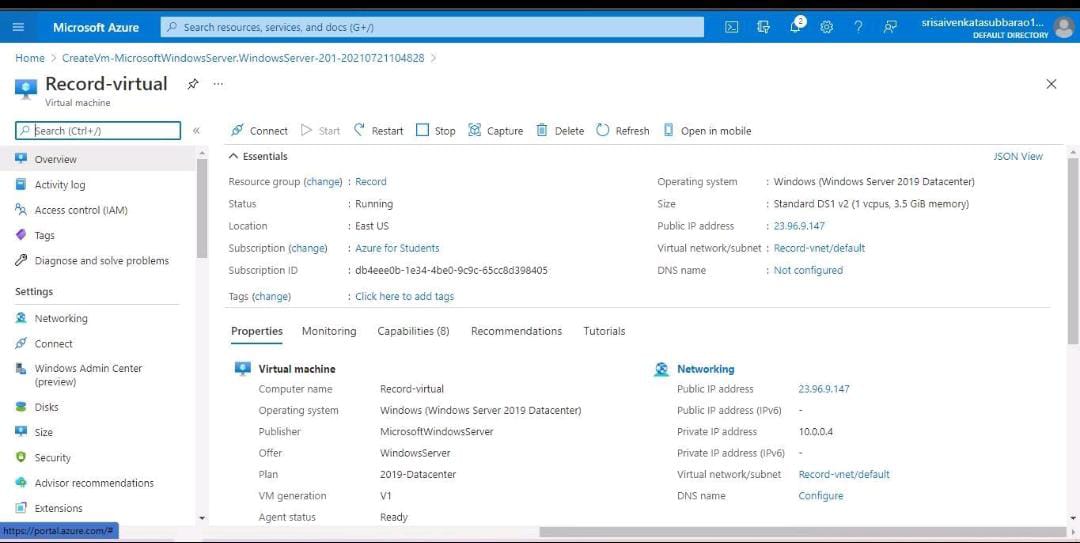 Microsoft Azure
Search resources, services, and docs (G+/)
2
srisaivenkatasubbarao1...
DEFAULT DIRECTORY
Home > CreateVm-MicrosoftWindowsServer.WindowsServer-201-20210721104828 >
Record-virtual
Virtual machine
Search (Ctrl+/)
Connect Start Restart Stop Capture Delete Refresh Open in mobile
Overview
Activity log
Access control (IAM)
Tags
Diagnose and solve problems
Settings
Networking
Connect
Windows Admin Center
(preview)
Disks
Size
Security
Advisor recommendations
Extensions
https://portal.azure.com/#
Essentials
JSON View
Resource group (change) : Record
Status : Running
Location : East US
Subscription (change) : Azure for Students
Subscription ID : db4eee0b-1e34-4be0-9c9c-65cc8d398405
Tags (change) : Click here to add tags
Operating system : Windows (Windows Server 2019 Datacenter)
Size : Standard DS1 v2 (1 vcpus, 3.5 GiB memory)
Public IP address : 23.96.9.147
Virtual network/subnet : Record-vnet/default
DNS name : Not configured
Properties Monitoring Capabilities (8) Recommendations Tutorials
Virtual machine
Computer name Record-virtual
Operating system Windows (Windows Server 2019 Datacenter)
Publisher MicrosoftWindowsServer
Offer WindowsServer
Plan 2019-Datacenter
VM generation V1
Agent status Ready
Networking
Public IP address 23.96.9.147
Public IP address (IPv6) -
Private IP address 10.0.0.4
Private IP address (IPv6) -
Virtual network/subnet Record-vnet/default
DNS name Configure